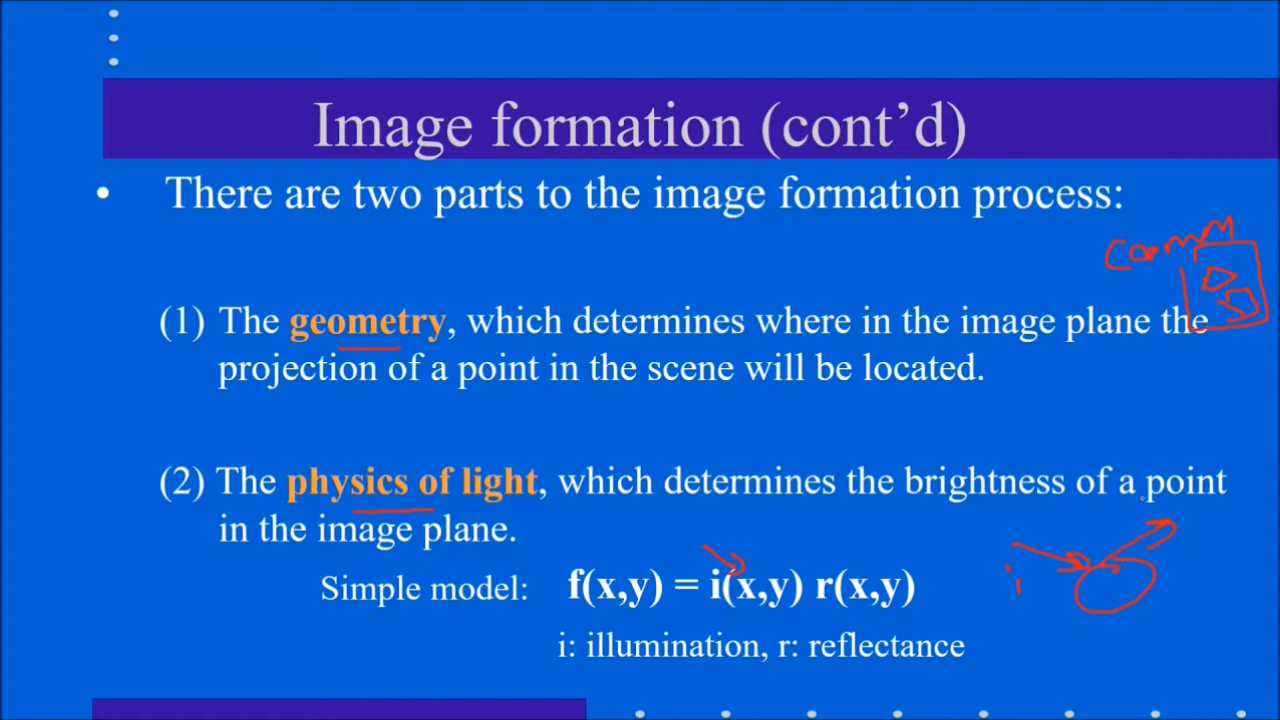 Image formation (cont’d)
• There are two parts to the image formation process:
(1) The geometry, which determines where in the image plane the
projection of a point in the scene will be located.
(2) The physics of light, which determines the brightness of a point
in the image plane.
Simple model: f(x,y) = i(x,y) r(x,y)
i
i: illumination, r: reflectance